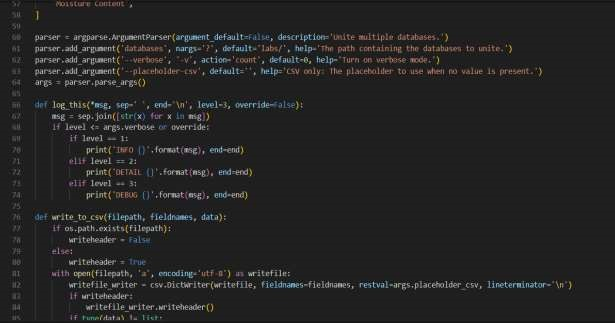 57 'Moisture Content',
58 ]
59
60 parser = argparse.ArgumentParser(argument_default=False, description='Unite multiple databases.')
61 parser.add_argument('databases', nargs='?', default='labs/', help='The path containing the databases to unite.')
62 parser.add_argument('--verbose', '-v', action='count', default=0, help='Turn on verbose mode.')
63 parser.add_argument('--placeholder-csv', default='', help='CSV only: The placeholder to use when no value is present.')
64 args = parser.parse_args()
65
66 def log_this(*msg, sep=' ', end='\n', level=3, override=False):
67 msg = sep.join([str(x) for x in msg])
68 if level <= args.verbose or override:
69 if level == 1:
70 print('INFO {}'.format(msg), end=end)
71 elif level == 2:
72 print('DETAIL {}'.format(msg), end=end)
73 elif level == 3:
74 print('DEBUG {}'.format(msg), end=end)
75
76 def write_to_csv(filepath, fieldnames, data):
77 if os.path.exists(filepath):
78 writeheader = False
79 else:
80 writeheader = True
81 with open(filepath, 'a', encoding='utf-8') as writefile:
82 writefile_writer = csv.DictWriter(writefile, fieldnames=fieldnames, restval=args.placeholder_csv, lineterminator='\n')
83 if writeheader:
84 writefile_writer.writeheader()
85 if type(data) != list: